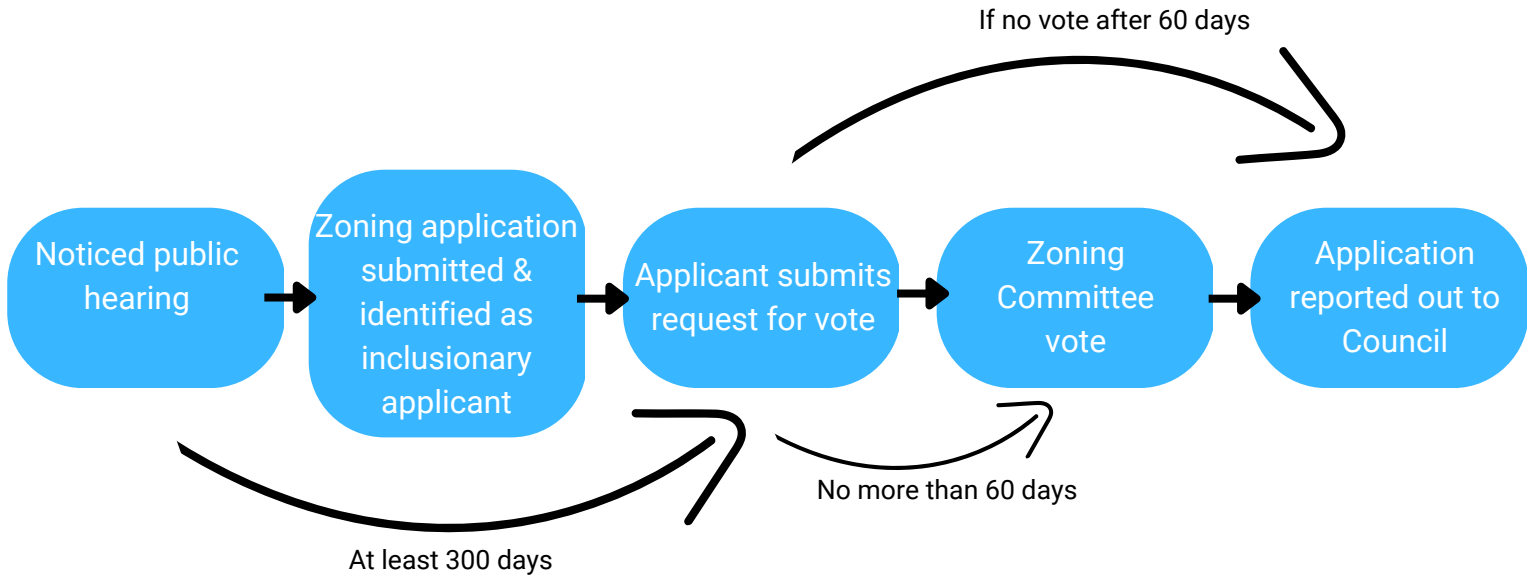 If no vote after 60 days
Noticed public
hearing
Zoning application
submitted &
identified as
inclusionary
applicant
Applicant submits
request for vote
Zoning
Committee
vote
Application
reported out to
Council
No more than 60 days
At least 300 days